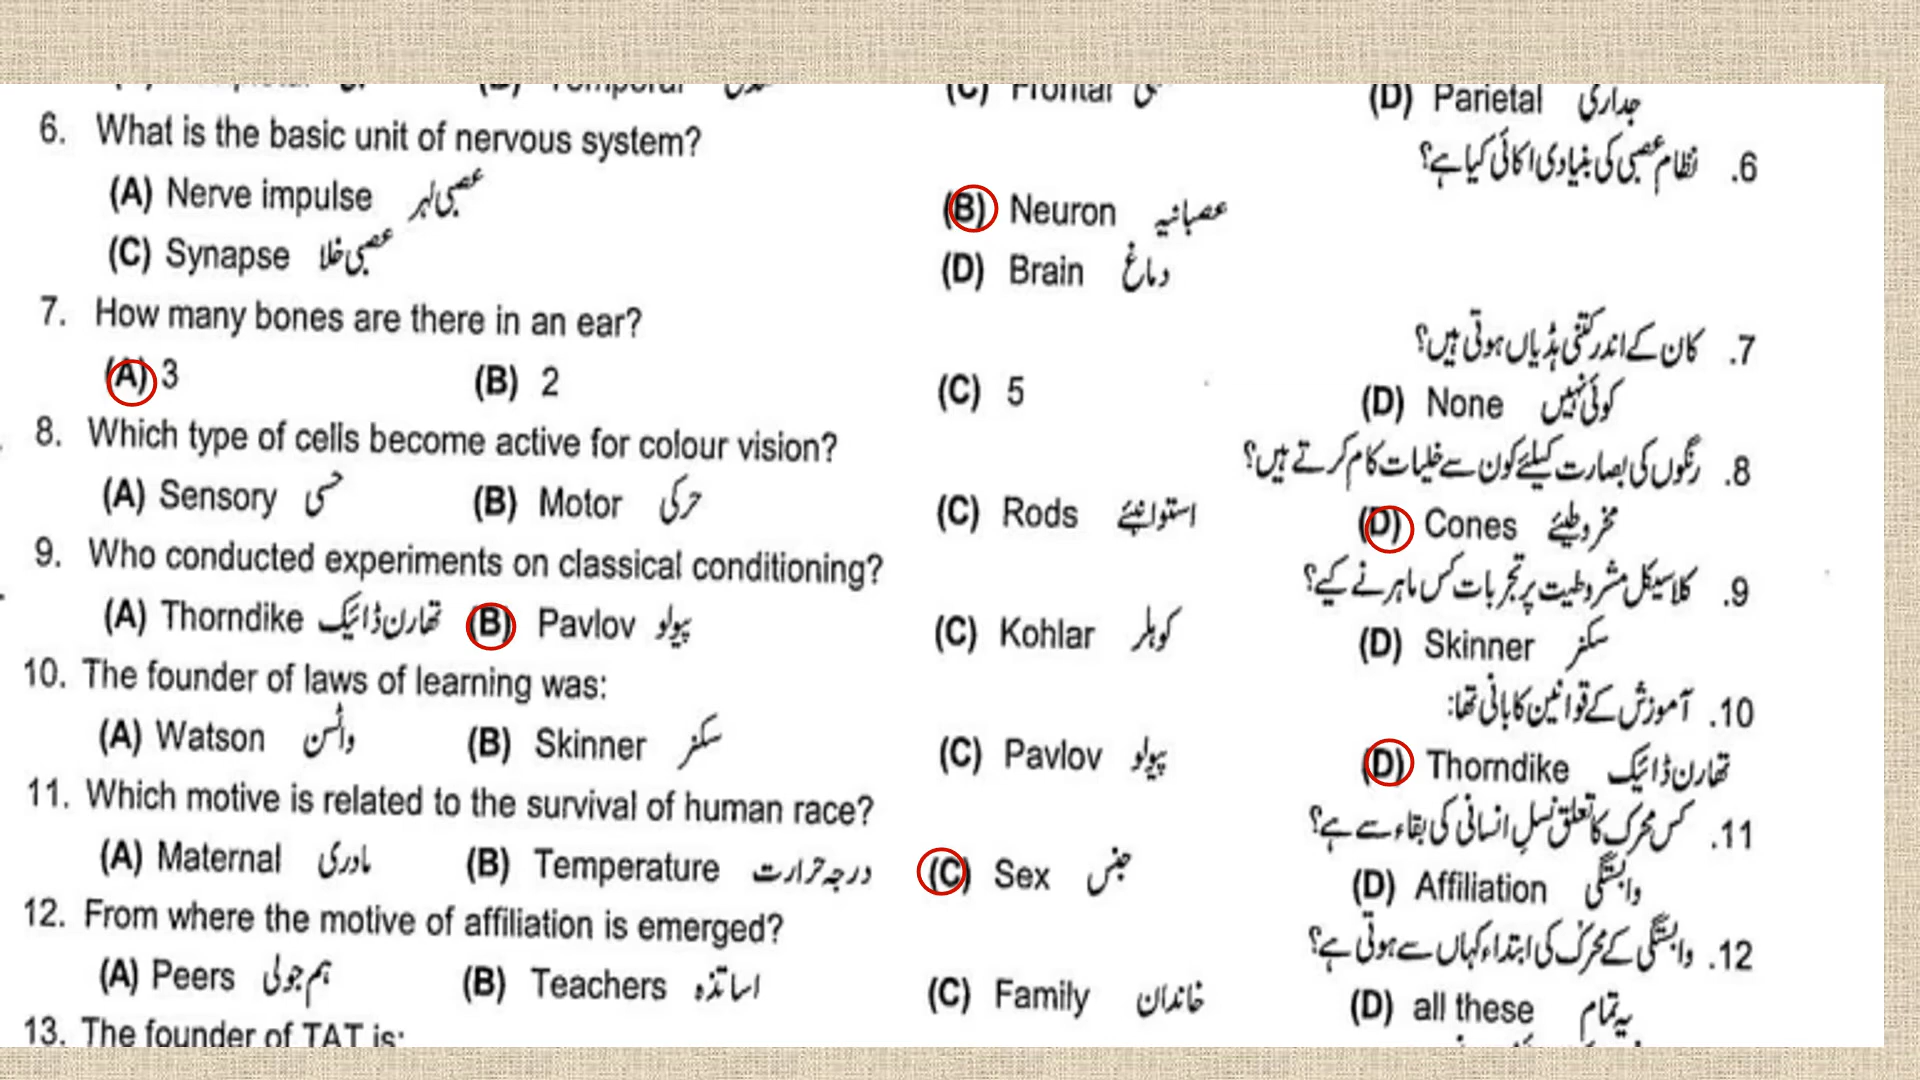 (C) Frontal (D) Parietal جداری
6. What is the basic unit of nervous system? نظام عصبی کی بنیادی اکائی کیا ہے؟ .6
(A) Nerve impulse عصبی لہر (B) Neuron عصبانیہ
(C) Synapse عصبی خلا (D) Brain دماغ
7. How many bones are there in an ear? کان کے اندر کتنی ہڈیاں ہوتی ہیں؟ .7
(A) 3 (B) 2 (C) 5 (D) None کوئی نہیں
8. Which type of cells become active for colour vision? رنگوں کی بصارت کیلئے کون سے خلیات کام کرتے ہیں؟ .8
(A) Sensory حسی (B) Motor حرکی (C) Rods استوانیئے (D) Cones مخروطیئے
9. Who conducted experiments on classical conditioning? کلاسیکل مشروطیت پر تجربات کس ماہر نے کیے؟ .9
(A) Thorndike تھارن ڈائیک (B) Pavlov پیولو (C) Kohlar کوہلر (D) Skinner سکنر
10. The founder of laws of learning was: آموزش کے قوانین کا بانی تھا: .10
(A) Watson واٹسن (B) Skinner سکنر (C) Pavlov پیولو (D) Thorndike تھارن ڈائیک
11. Which motive is related to the survival of human race? کس محرک کا تعلق نسل انسانی کی بقاء سے ہے؟ .11
(A) Maternal مادری (B) Temperature درجہ حرارت (C) Sex جنس (D) Affiliation وابستگی
12. From where the motive of affiliation is emerged? وابستگی کے محرک کی ابتداء کہاں سے ہوتی ہے؟ .12
(A) Peers ہم جولی (B) Teachers اساتذہ (C) Family خاندان (D) all these یہ تمام
13. The founder of TAT is: